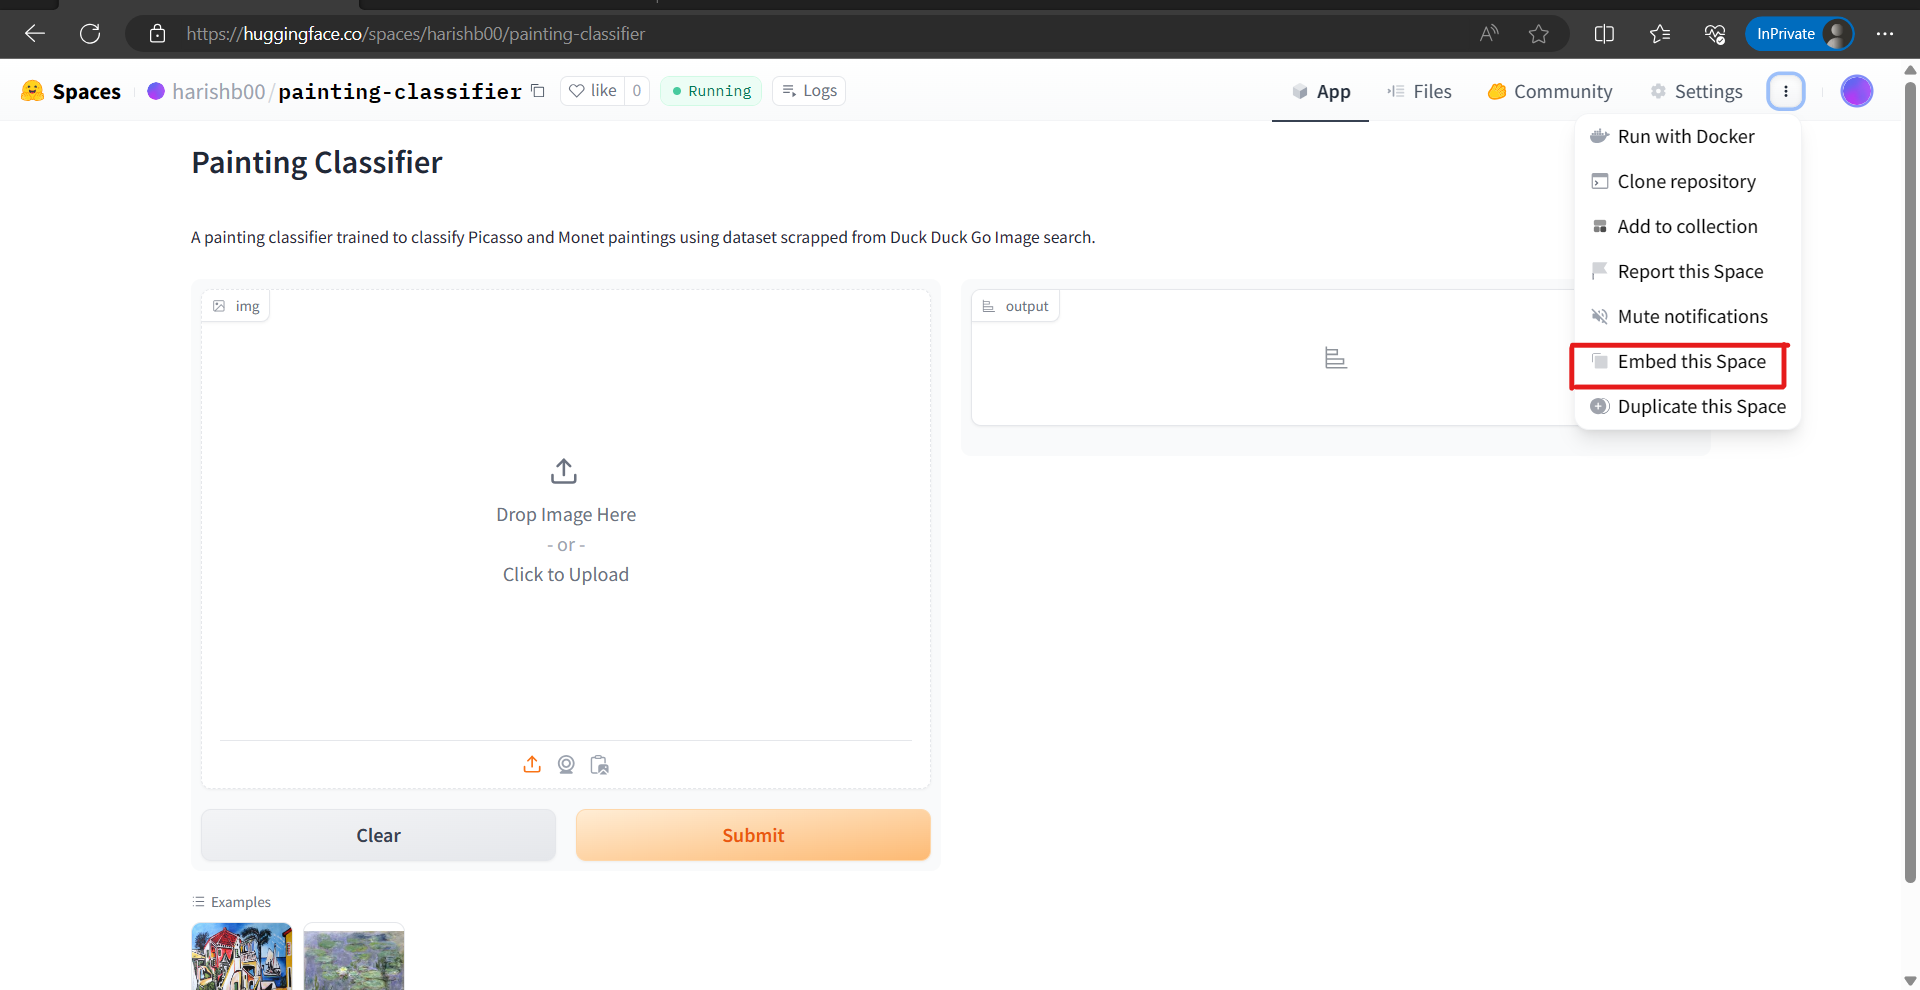 https://huggingface.co/spaces/harishb00/painting-classifier
InPrivate
Spaces harishb00/painting-classifier like 0 Running Logs App Files Community Settings
Run with Docker
Clone repository
Add to collection
Report this Space
Mute notifications
Embed this Space
Duplicate this Space
Painting Classifier
A painting classifier trained to classify Picasso and Monet paintings using dataset scrapped from Duck Duck Go Image search.
img
output
Drop Image Here
- or -
Click to Upload
Clear
Submit
Examples